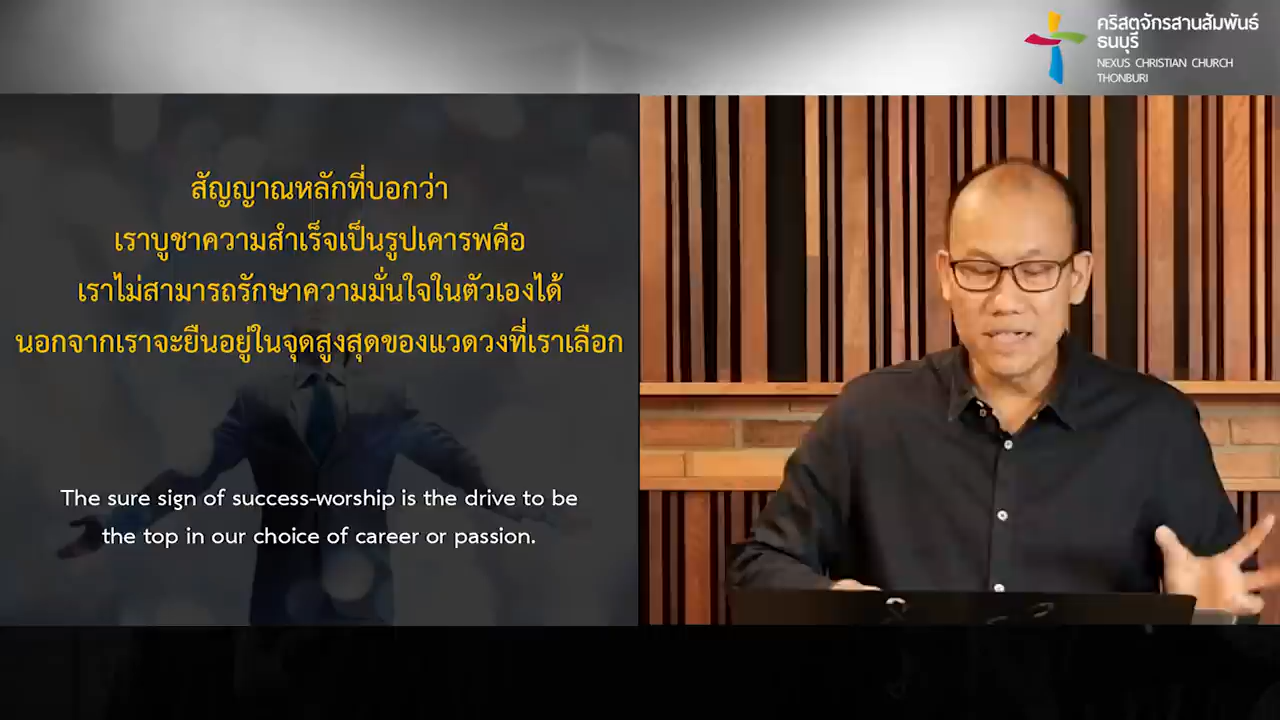 คริสตจักรสานสัมพันธ์
ธนบุรี
NEXUS CHRISTIAN CHURCH
THONBURI
สัญญาณหลักที่บอกว่า
เราบูชาความสำเร็จเป็นรูปเคารพคือ
เราไม่สามารถรักษาความมั่นใจในตัวเองได้
นอกจากเราจะยืนอยู่ในจุดสูงสุดของแวดวงที่เราเลือก
The sure sign of success-worship is the drive to be
the top in our choice of career or passion.